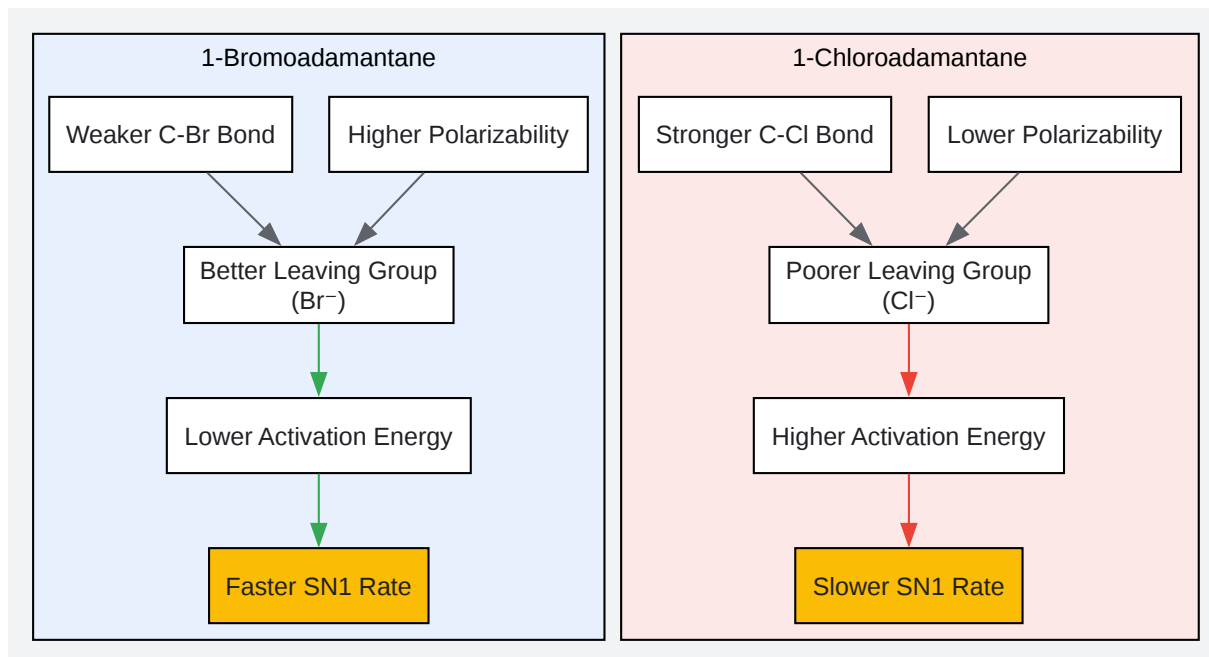 1-Bromoadamantane
Weaker C-Br Bond
Higher Polarizability
Better Leaving Group
(Br⁻)
Lower Activation Energy
Faster SN1 Rate
1-Chloroadamantane
Stronger C-Cl Bond
Lower Polarizability
Poorer Leaving Group
(Cl⁻)
Higher Activation Energy
Slower SN1 Rate